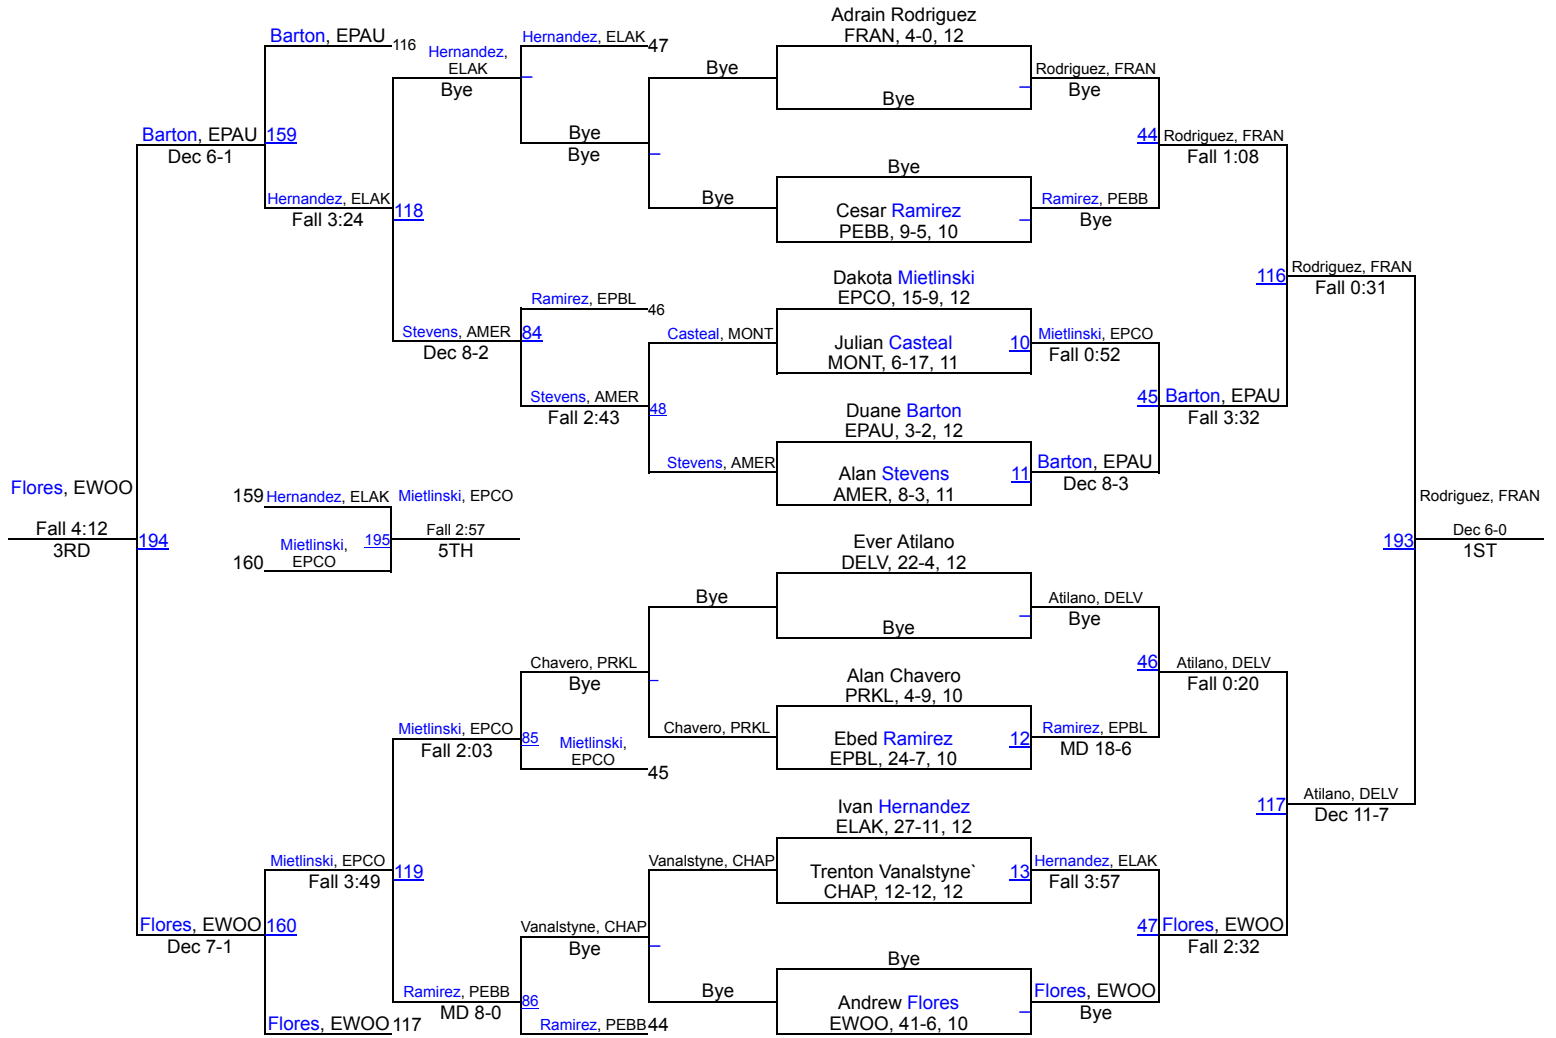 Adrain Rodriguez
FRAN, 4-0, 12
Barton, EPAU
116
Hernandez, ELAK
47
Hernandez,
ELAK
Bye
Bye
Bye
Rodriguez, FRAN
Bye
Barton, EPAU
159
Dec 6-1
Bye
Bye
44
Rodriguez, FRAN
Fall 1:08
Bye
Hernandez, ELAK
118
Fall 3:24
Bye
Cesar Ramirez
PEBB, 9-5, 10
Ramirez, PEBB
Bye
Dakota Mietlinski
EPCO, 15-9, 12
116
Rodriguez, FRAN
Fall 0:31
Ramirez, EPBL
46
Stevens, AMER
84
Dec 8-2
Casteal, MONT
Julian Casteal
MONT, 6-17, 11
10
Mietlinski, EPCO
Fall 0:52
Stevens, AMER
48
Fall 2:43
Duane Barton
EPAU, 3-2, 12
45
Barton, EPAU
Fall 3:32
Stevens, AMER
Alan Stevens
AMER, 8-3, 11
11
Barton, EPAU
Dec 8-3
Flores, EWOO
Fall 4:12
3RD
194
159
Hernandez, ELAK
Mietlinski, EPCO
160
Mietlinski,
EPCO
195
Fall 2:57
5TH
193
Rodriguez, FRAN
Dec 6-0
1ST
Ever Atilano
DELV, 22-4, 12
Bye
Bye
Atilano, DELV
Bye
Chavero, PRKL
Bye
Alan Chavero
PRKL, 4-9, 10
46
Atilano, DELV
Fall 0:20
Mietlinski, EPCO
85
Fall 2:03
Mietlinski,
EPCO
45
Chavero, PRKL
Ebed Ramirez
EPBL, 24-7, 10
12
Ramirez, EPBL
MD 18-6
Ivan Hernandez
ELAK, 27-11, 12
117
Atilano, DELV
Dec 11-7
Mietlinski, EPCO
119
Fall 3:49
Vanalstyne, CHAP
Trenton Vanalstyne`
CHAP, 12-12, 12
13
Hernandez, ELAK
Fall 3:57
Flores, EWOO
160
Dec 7-1
Vanalstyne, CHAP
Bye
47
Flores, EWOO
Fall 2:32
Bye
Ramirez, PEBB
86
MD 8-0
Bye
Andrew Flores
EWOO, 41-6, 10
Flores, EWOO
Bye
Flores, EWOO
117
Ramirez, PEBB
44